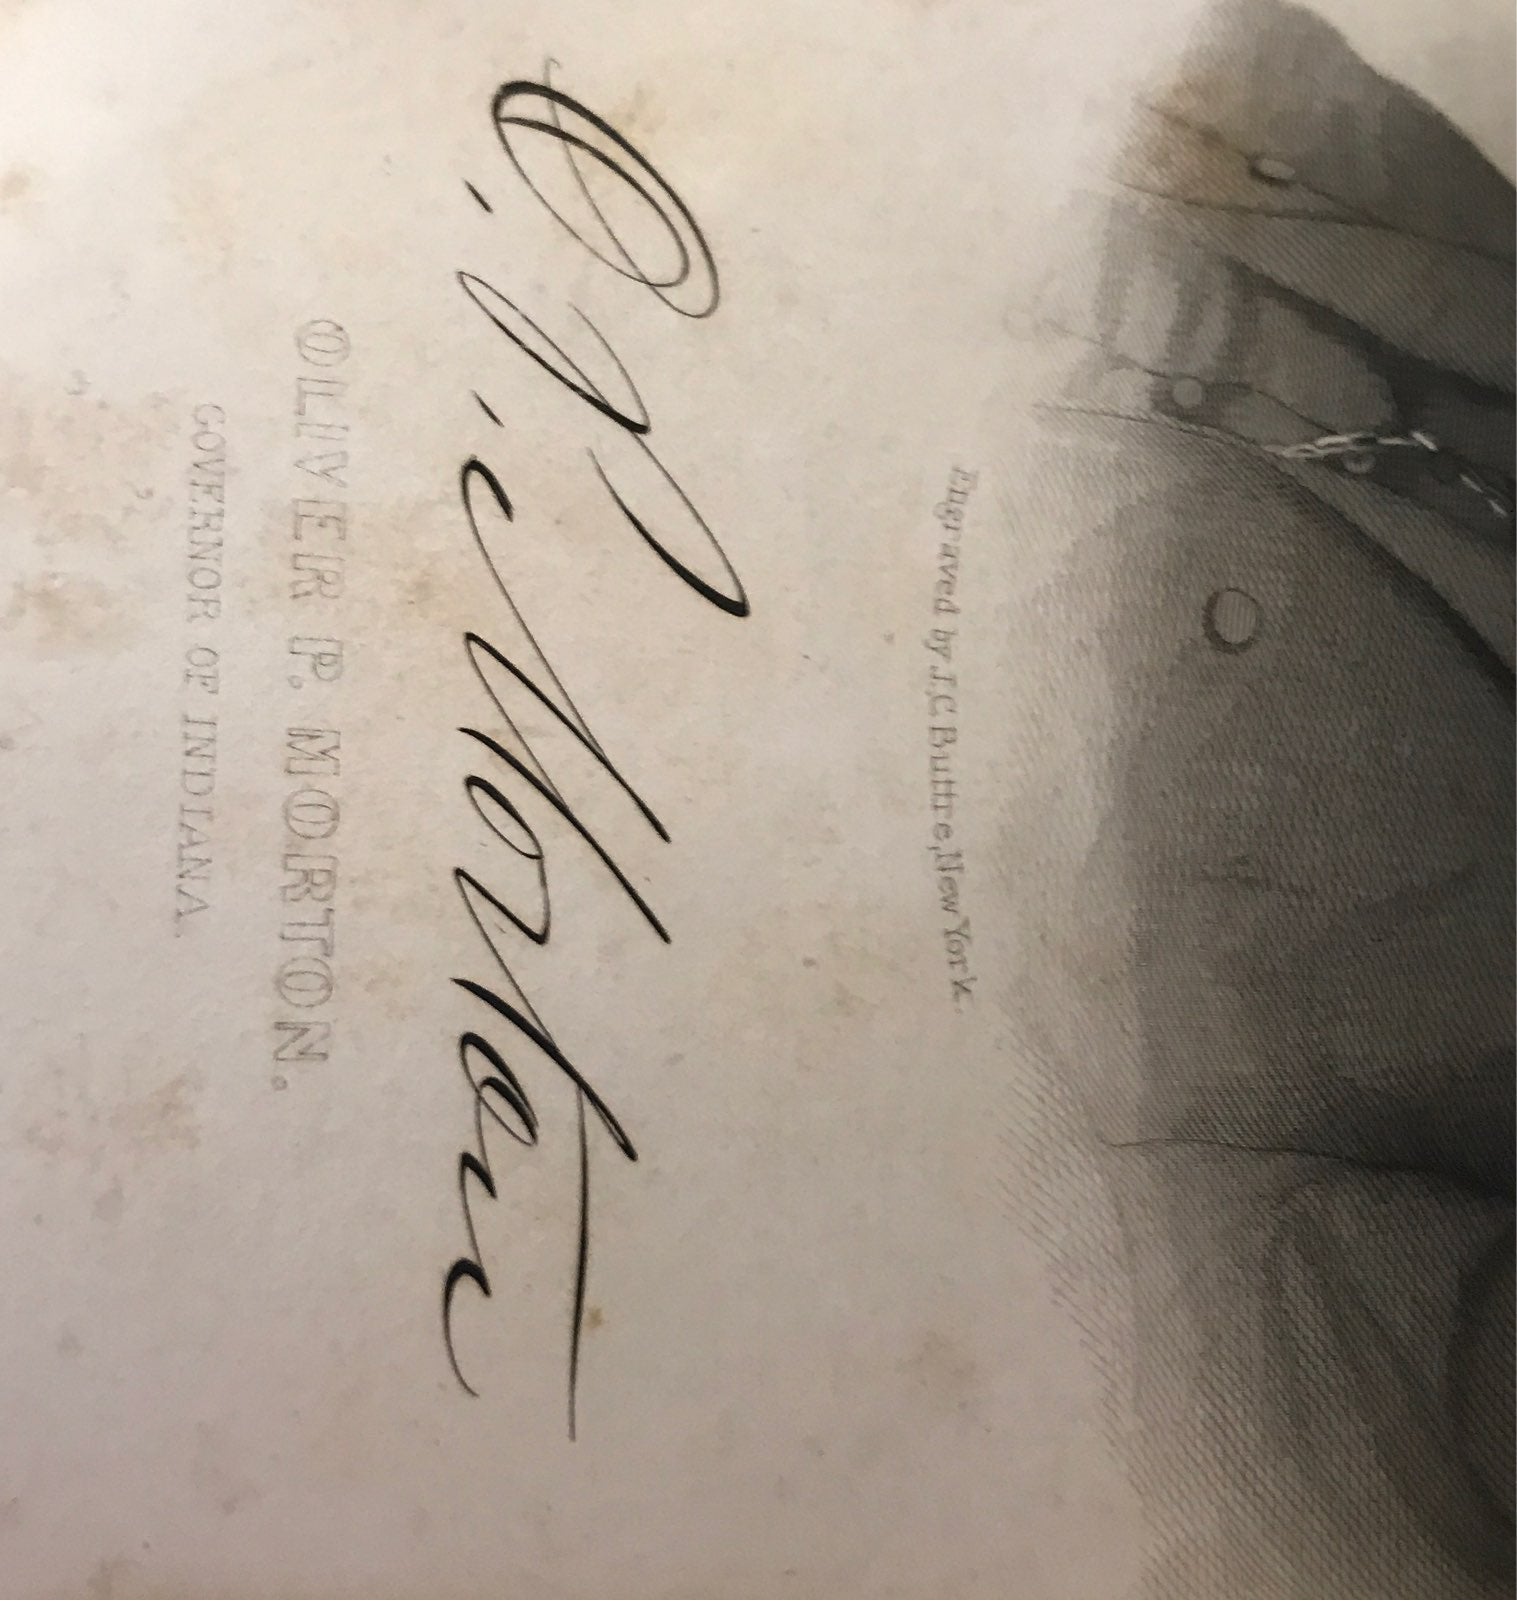 Engraved by J.C. Buttre, New York.
O. P. Morton
OLIVER P. MORTON.
GOVERNOR OF INDIANA.